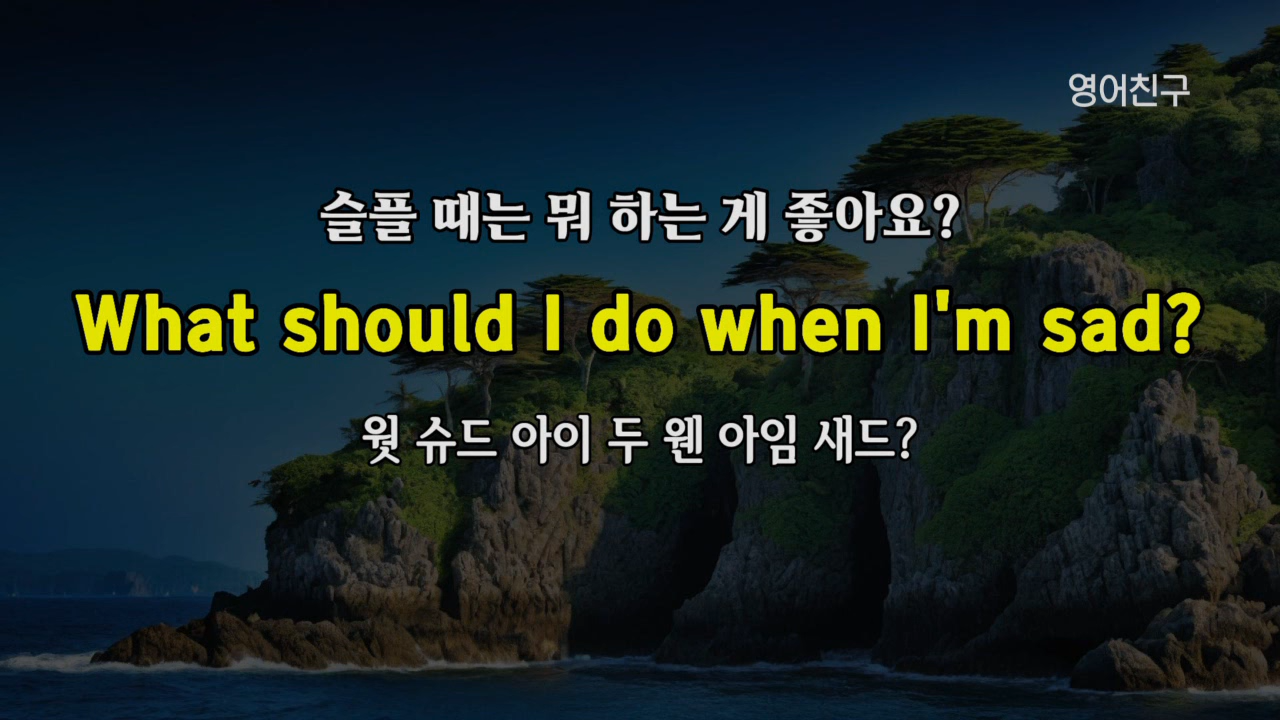 영어친구
슬플 때는 뭐 하는 게 좋아요?
What should I do when I'm sad?
웟 슈드 아이 두 웬 아임 새드?